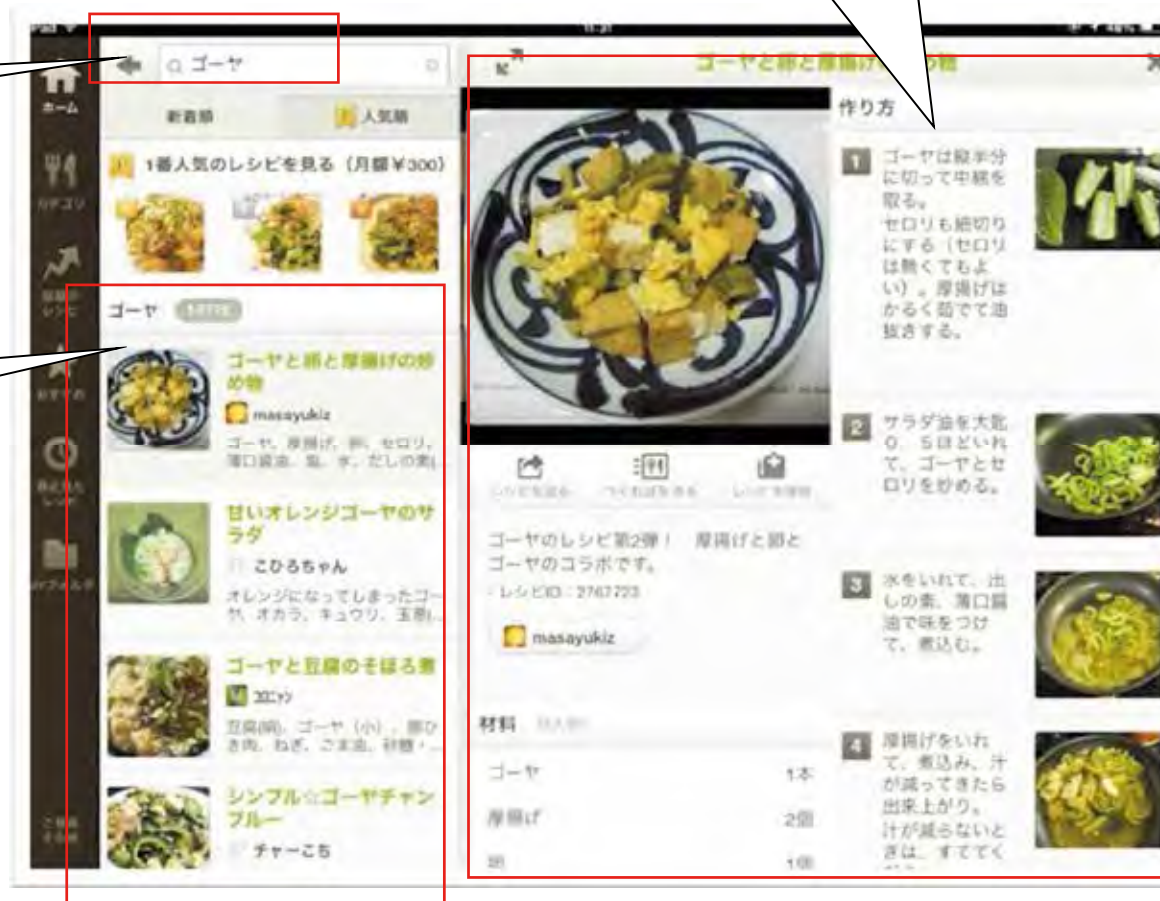 ホーム
ゴーヤ
新着順
人気順
1番人気のレシピを見る（月額￥300）
ゴーヤ
ゴーヤと卵と厚揚げの炒
め物
masayukiz
ゴーヤ、厚揚げ、卵、セロリ、
薄口醤油、塩、水、だしの素(...
甘いオレンジゴーヤのサ
ラダ
こひろちゃん
オレンジになってしまったゴー
ヤ、オカラ、キュウリ、玉葱(...
ゴーヤと豆腐のそぼろ煮
豆腐(絹)、ゴーヤ（小）、豚ひ
き肉、ねぎ、ごま油、砂糖・...
シンプル☆ゴーヤチャン
プルー
チャーこち
ゴーヤと卵と厚揚げの炒め物
ゴーヤのレシピ第2弾！　厚揚げと卵と
ゴーヤのコラボです。
レシピID：2767723
masayukiz
材料
ゴーヤ 1本
厚揚げ 2個
卵 1個
作り方
1 ゴーヤは縦半分
に切って中綿を
取る。
セロリも細切り
にする（セロリ
は無くてもよ
い）。厚揚げは
かるく茹でて油
抜きする。
2 サラダ油を大匙
０．５ほどいれ
て、ゴーヤとセ
ロリを炒める。
3 水をいれて、出
しの素、薄口醤
油で味をつけ
て、煮込む。
4 厚揚げをいれ
て、煮込み、汁
が減ってきたら
出来上がり。
汁が減らないと
きは、すててく